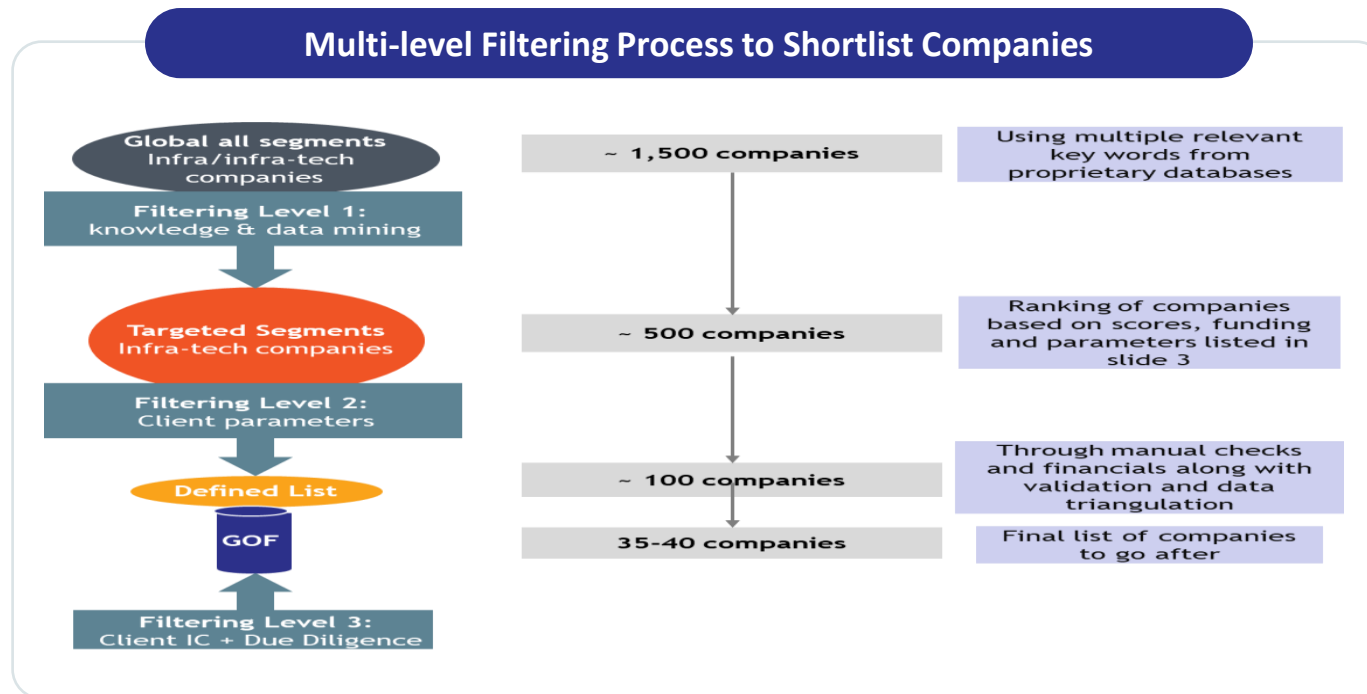 Multi-level Filtering Process to Shortlist Companies
Global all segments
Infra/infra-tech
companies
~ 1,500 companies
Using multiple relevant
key words from
proprietary databases
Filtering Level 1:
knowledge & data mining
Targeted Segments
Infra-tech companies
~ 500 companies
Ranking of companies
based on scores, funding
and parameters listed in
slide 3
Filtering Level 2:
Client parameters
Defined List
~ 100 companies
Through manual checks
and financials along with
validation and data
triangulation
GOF
35-40 companies
Final list of companies
to go after
Filtering Level 3:
Client IC + Due Diligence